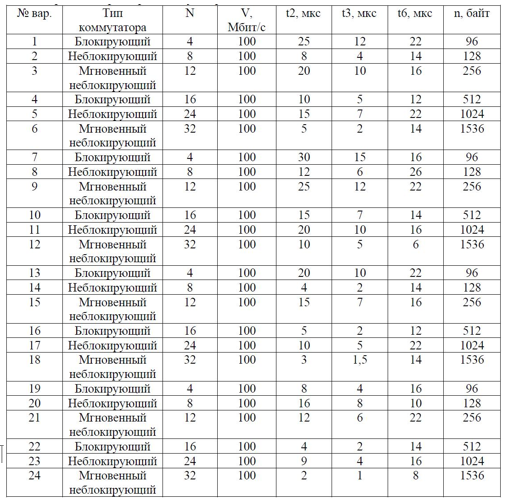 № вар. Тип коммутатора N V, Мбит/с t2, мкс t3, мкс t6, мкс n, байт
1 Блокирующий 4 100 25 12 22 96
2 Неблокирующий 8 100 8 4 14 128
3 Мгновенный неблокирующий 12 100 20 10 16 256
4 Блокирующий 16 100 10 5 12 512
5 Неблокирующий 24 100 15 7 22 1024
6 Мгновенный неблокирующий 32 100 5 2 14 1536
7 Блокирующий 4 100 30 15 16 96
8 Неблокирующий 8 100 12 6 26 128
9 Мгновенный неблокирующий 12 100 25 12 22 256
10 Блокирующий 16 100 15 7 14 512
11 Неблокирующий 24 100 20 10 16 1024
12 Мгновенный неблокирующий 32 100 10 5 6 1536
13 Блокирующий 4 100 20 10 22 96
14 Неблокирующий 8 100 4 2 14 128
15 Мгновенный неблокирующий 12 100 15 7 16 256
16 Блокирующий 16 100 5 2 12 512
17 Неблокирующий 24 100 10 5 22 1024
18 Мгновенный неблокирующий 32 100 3 1,5 14 1536
19 Блокирующий 4 100 8 4 16 96
20 Неблокирующий 8 100 16 8 10 128
21 Мгновенный неблокирующий 12 100 12 6 22 256
22 Блокирующий 16 100 4 2 14 512
23 Неблокирующий 24 100 9 4 16 1024
24 Мгновенный неблокирующий 32 100 2 1 8 1536